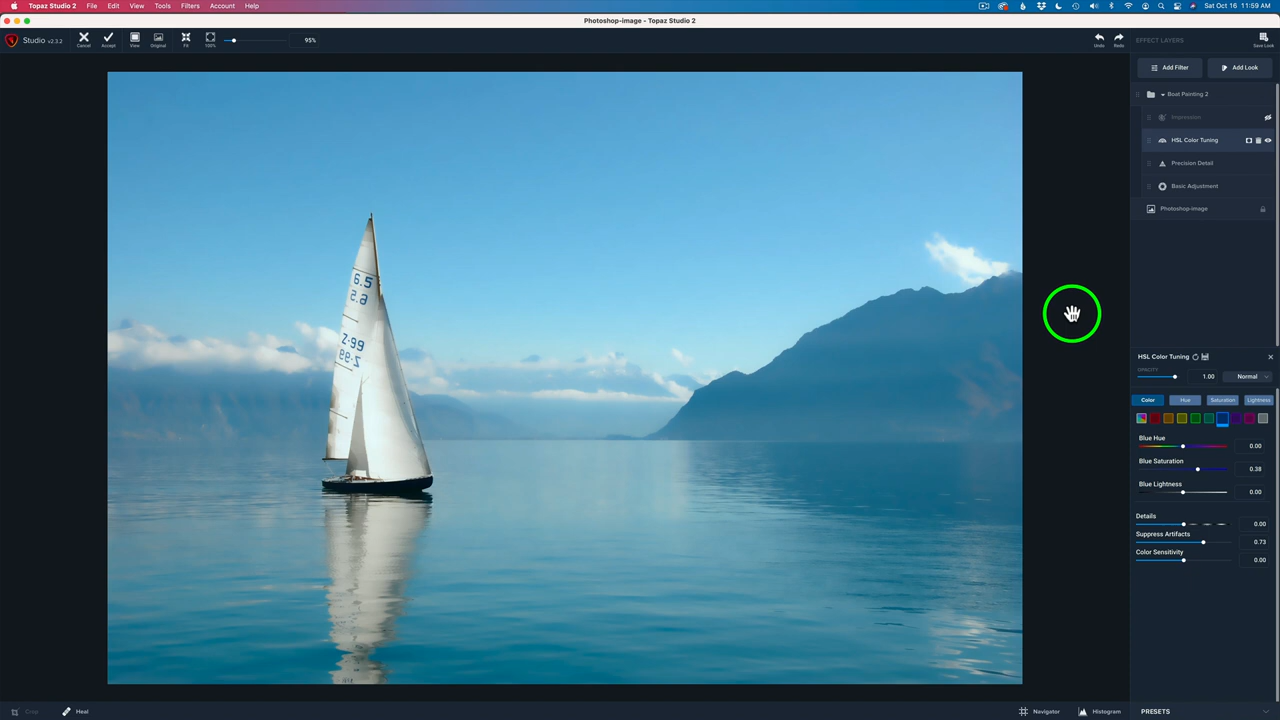 Topaz Studio 2 File Edit View Tools Filters Account Help Sat Oct 16 11:59 AM
Photoshop-image - Topaz Studio 2
Studio v2.3.2 Cancel Accept View Original Fit 100% 95% Undo Redo EFFECT LAYERS Save Look
Add Filter Add Look
Boat Painting 2
Impression
HSL Color Tuning
Precision Detail
Basic Adjustment
Photoshop-image
6.5
6.5
Z-99
2-99
HSL Color Tuning
OPACITY 1.00 Normal
Color Hue Saturation Lightness
Blue Hue 0.00
Blue Saturation 0.38
Blue Lightness 0.00
Details 0.00
Suppress Artifacts 0.73
Color Sensitivity 0.00
Crop Heal Navigator Histogram PRESETS